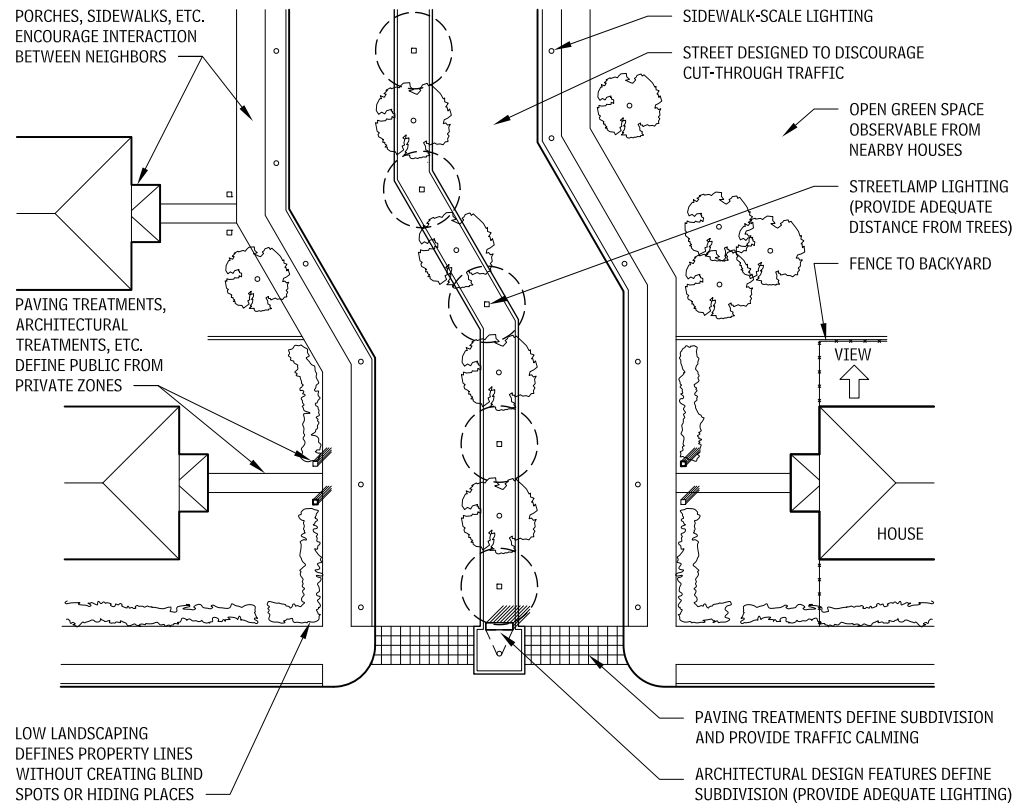 PORCHES, SIDEWALKS, ETC.
ENCOURAGE INTERACTION
BETWEEN NEIGHBORS
SIDEWALK-SCALE LIGHTING
STREET DESIGNED TO DISCOURAGE
CUT-THROUGH TRAFFIC
OPEN GREEN SPACE
OBSERVABLE FROM
NEARBY HOUSES
STREETLAMP LIGHTING
(PROVIDE ADEQUATE
DISTANCE FROM TREES)
FENCE TO BACKYARD
PAVING TREATMENTS,
ARCHITECTURAL
TREATMENTS, ETC.
DEFINE PUBLIC FROM
PRIVATE ZONES
VIEW
HOUSE
LOW LANDSCAPING
DEFINES PROPERTY LINES
WITHOUT CREATING BLIND
SPOTS OR HIDING PLACES
PAVING TREATMENTS DEFINE SUBDIVISION
AND PROVIDE TRAFFIC CALMING
ARCHITECTURAL DESIGN FEATURES DEFINE
SUBDIVISION (PROVIDE ADEQUATE LIGHTING)